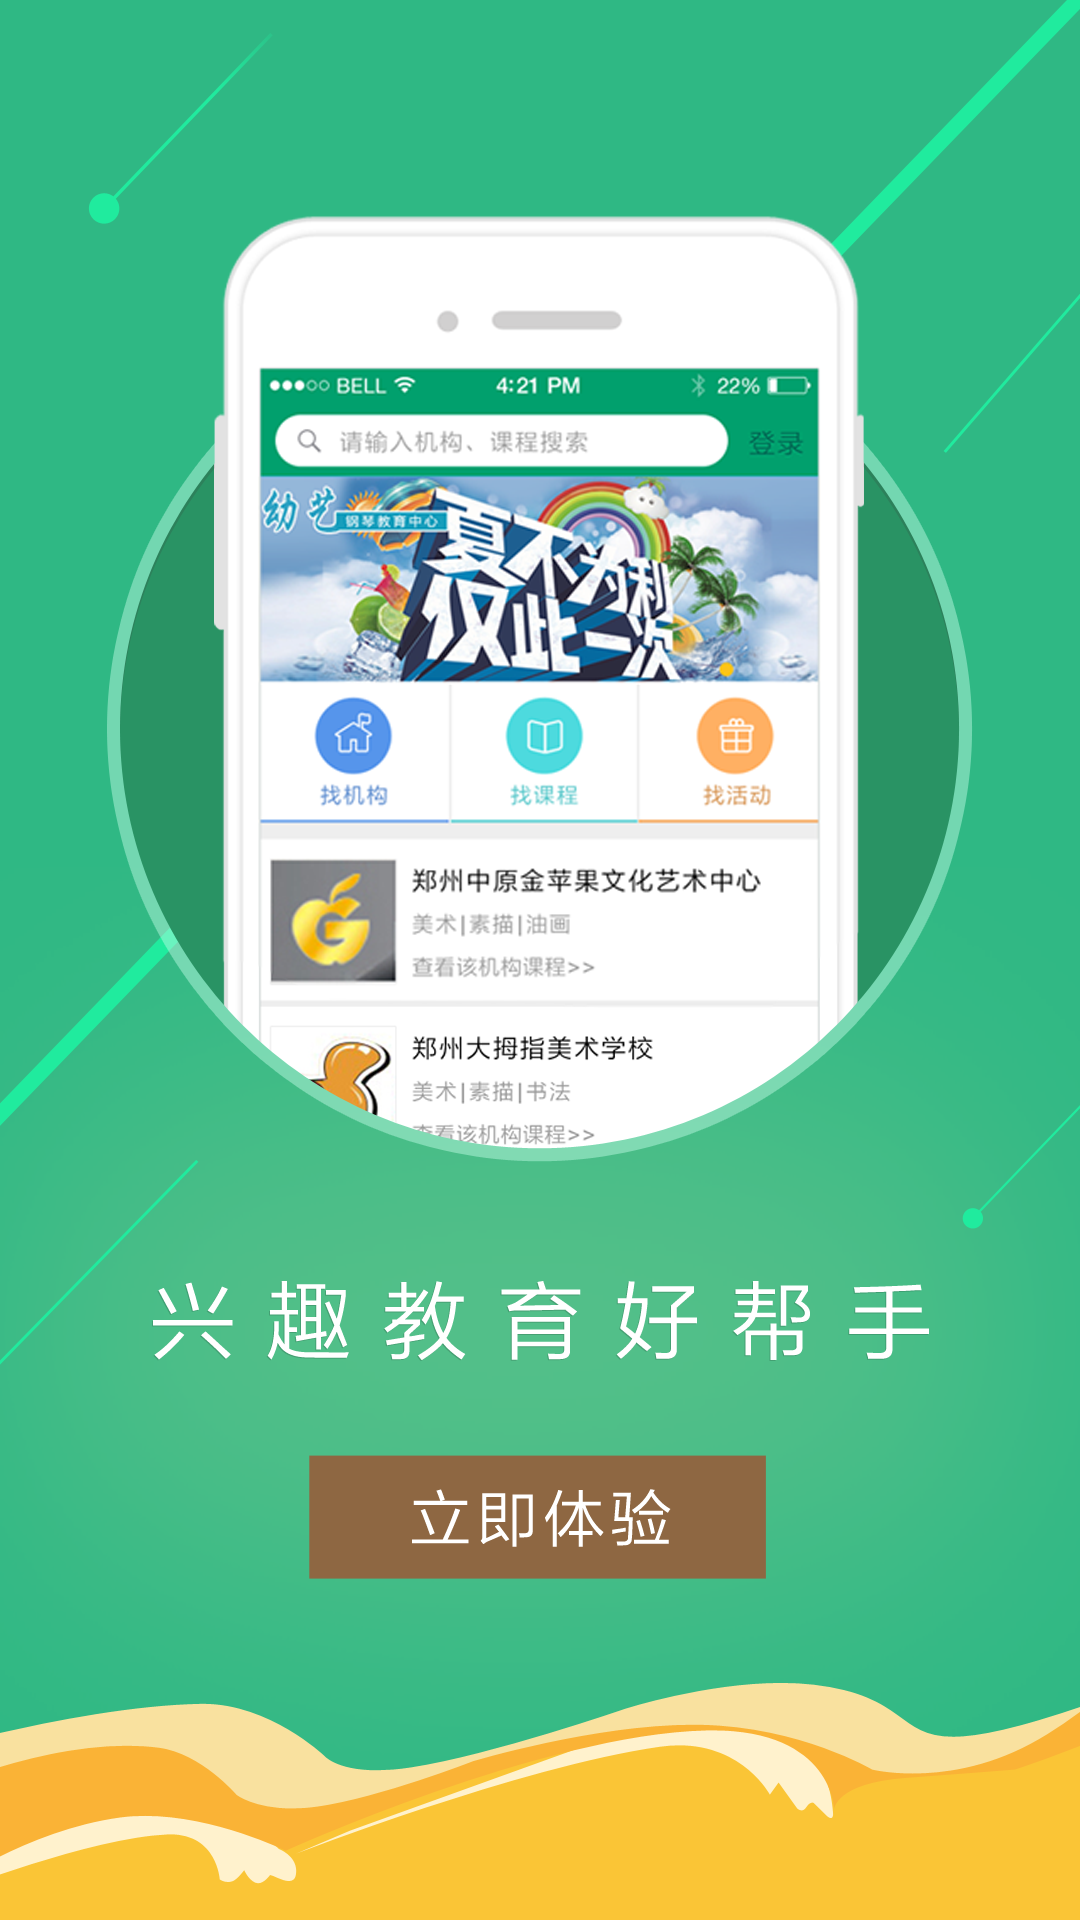 BELL 4:21 PM 22%
请输入机构、课程搜索 登录
幼艺 钢琴教育中心
夏不为利
仅此一次
找机构 找课程 找活动
郑州中原金苹果文化艺术中心
美术|素描|油画
查看该机构课程>>
郑州大拇指美术学校
美术|素描|书法
查看该机构课程>>
兴趣教育好帮手
立即体验